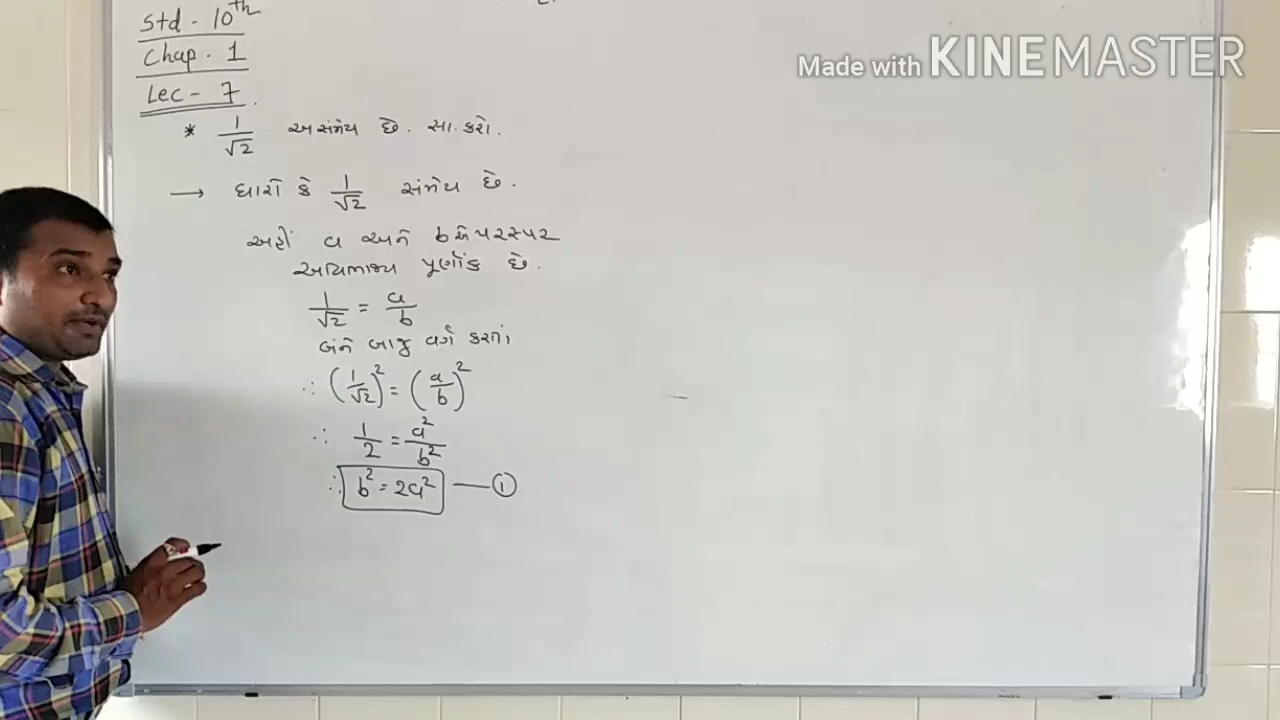 Std - 10th
Chap. 1
Lec - 7
Made with KINEMASTER
* 1/√2 અસંમેય છે. સા. કરો.
→ ધારો કે 1/√2 સંમેય છે.
અહીં a અને b એ પરસ્પર
અવિભાજ્ય પૂર્ણાંક છે.
1/√2 = a/b
બંને બાજુ વર્ગ કરતાં
∴ (1/√2)² = (a/b)²
∴ 1/2 = a²/b²
∴ b² = 2a² — ①